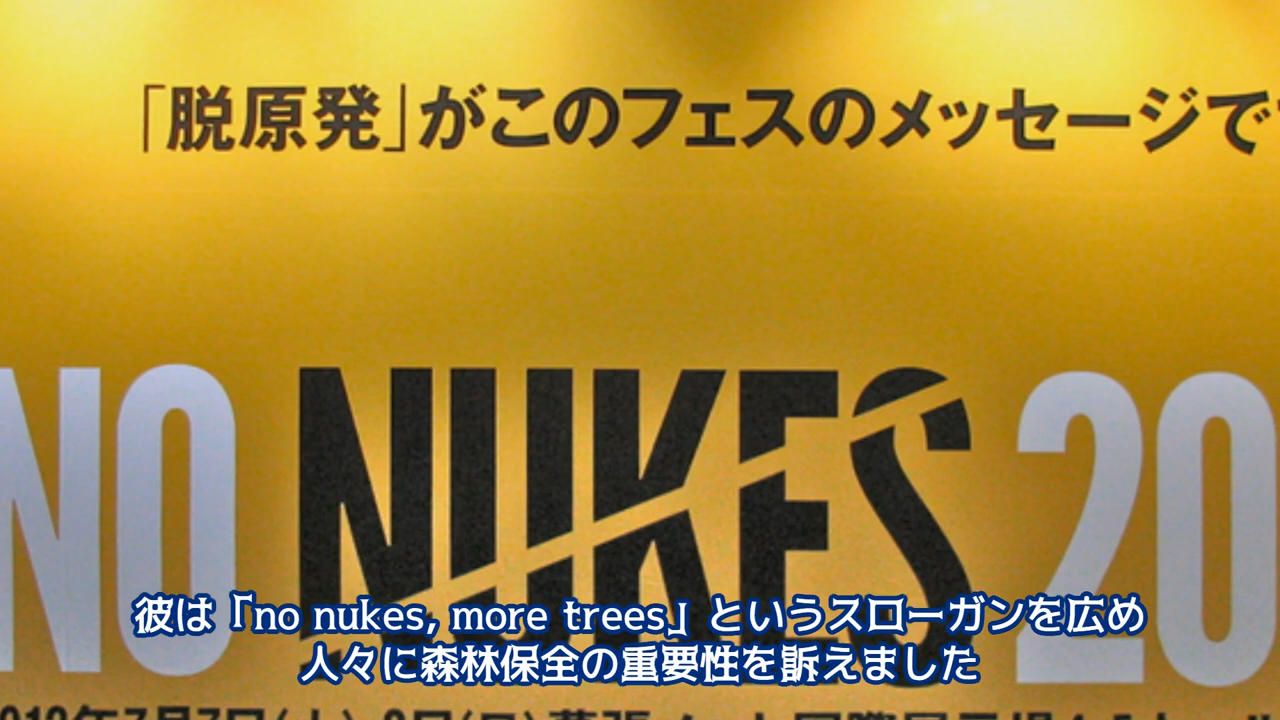 「脱原発」がこのフェスのメッセージで
NO NUKES 20
彼は「no nukes, more trees」というスローガンを広め
人々に森林保全の重要性を訴えました